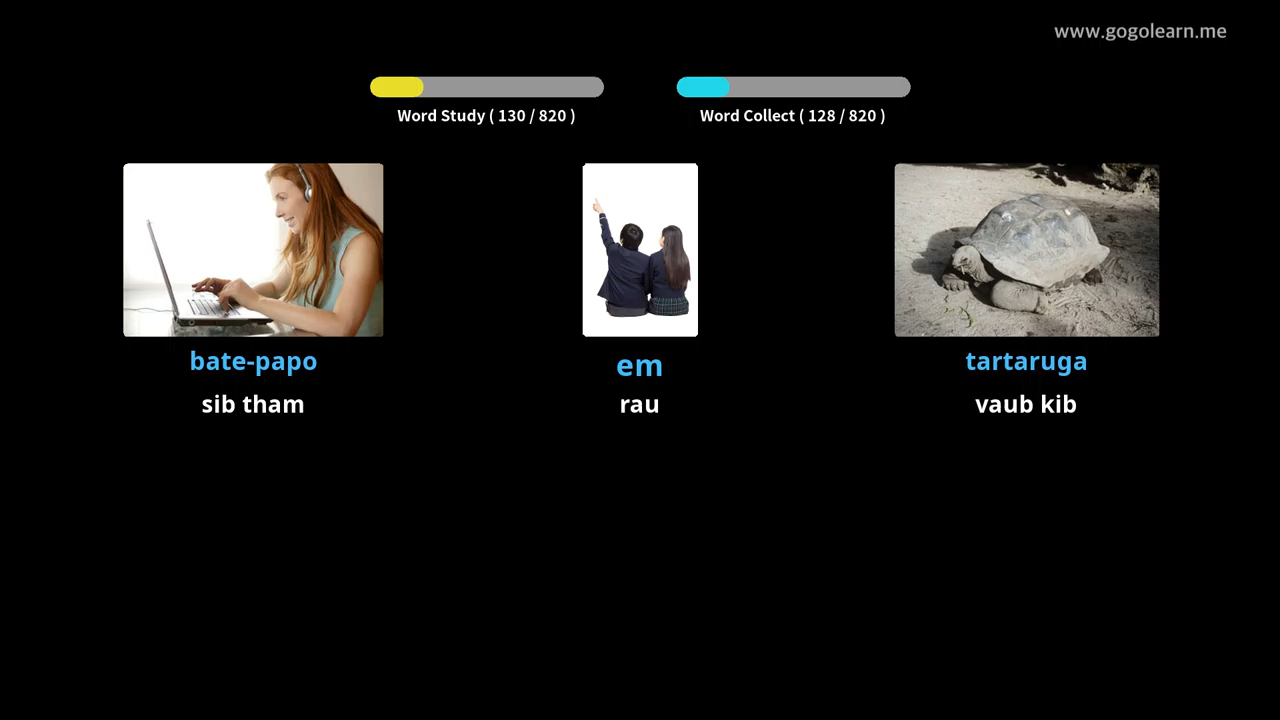 www.gogolearn.me
Word Study ( 130 / 820 )
Word Collect ( 128 / 820 )
bate-papo
em
tartaruga
sib tham
rau
vaub kib